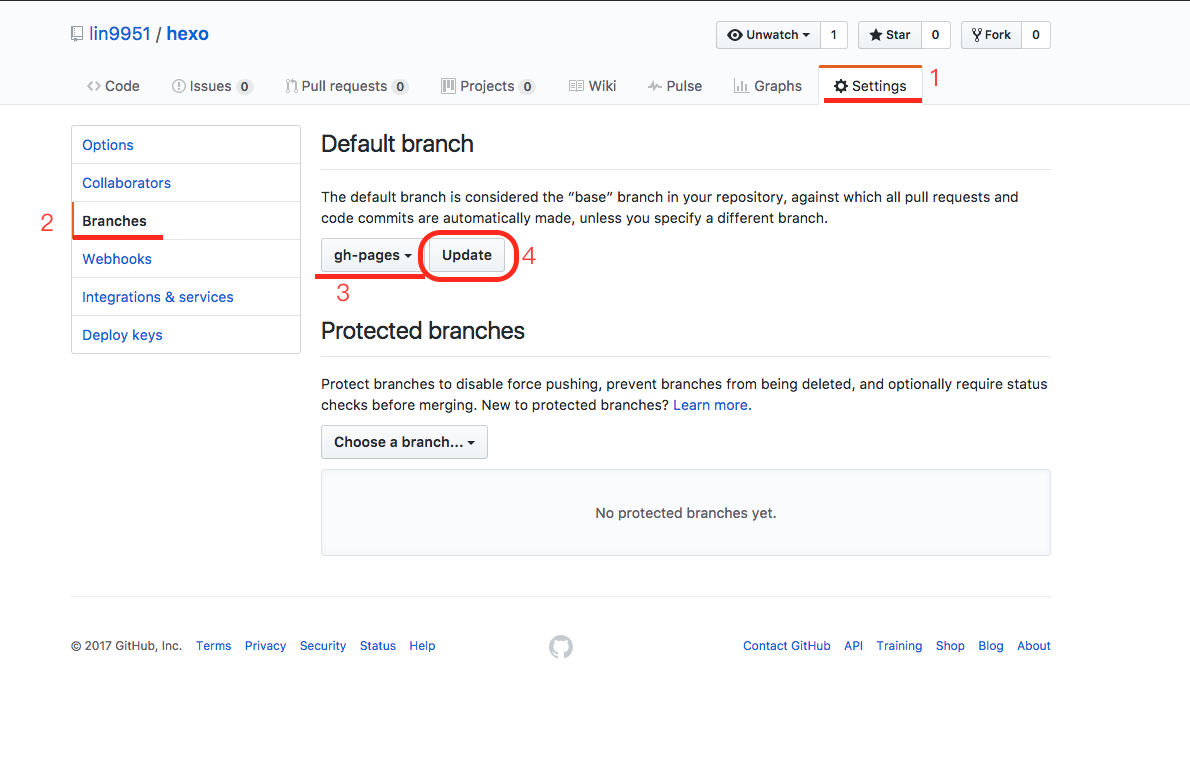 lin9951 / hexo
Unwatch 1 Star 0 Fork 0
Code Issues 0 Pull requests 0 Projects 0 Wiki Pulse Graphs Settings 1
Options
Collaborators
2 Branches
Webhooks
Integrations & services
Deploy keys
Default branch
The default branch is considered the “base” branch in your repository, against which all pull requests and
code commits are automatically made, unless you specify a different branch.
gh-pages Update 4
3
Protected branches
Protect branches to disable force pushing, prevent branches from being deleted, and optionally require status
checks before merging. New to protected branches? Learn more.
Choose a branch...
No protected branches yet.
© 2017 GitHub, Inc. Terms Privacy Security Status Help Contact GitHub API Training Shop Blog About